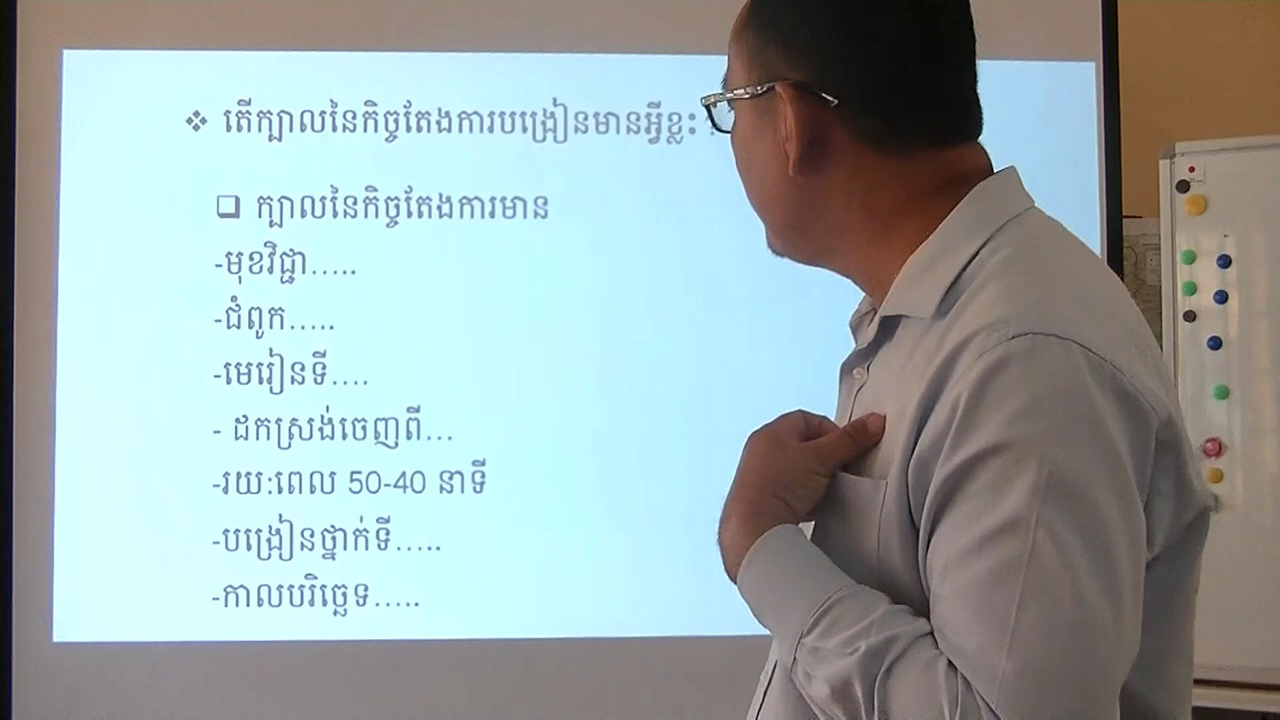 ❖ តើក្បាលនៃកិច្ចតែងការបង្រៀនមានអ្វីខ្លះ ?
❑ ក្បាលនៃកិច្ចតែងការមាន
-មុខវិជ្ជា.....
-ជំពូក.....
-មេរៀនទី....
- ដកស្រង់ចេញពី...
-រយ:ពេល 50-40 នាទី
-បង្រៀនថ្នាក់ទី.....
-កាលបរិច្ឆេទ.....